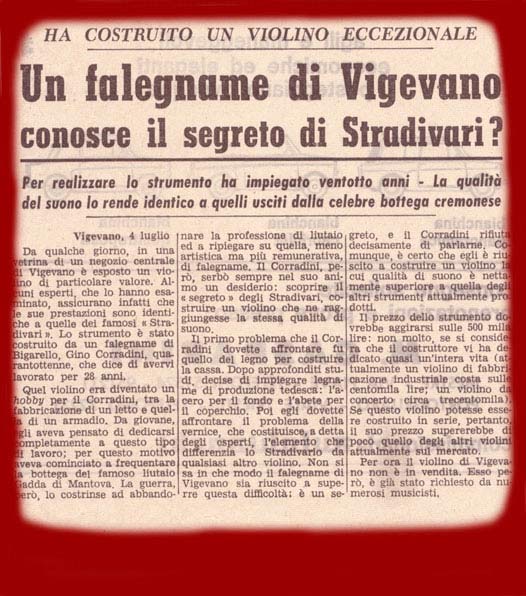 HA COSTRUITO UN VIOLINO ECCEZIONALE
Un falegname di Vigevano
conosce il segreto di Stradivari?
Per realizzare lo strumento ha impiegato ventotto anni - La qualità
del suono lo rende identico a quelli usciti dalla celebre bottega cremonese
Vigevano, 4 luglio
Da qualche giorno, in una
vetrina di un negozio centrale
di Vigevano è esposto un vio-
lino di particolare valore. Al-
cuni esperti, che lo hanno esa-
minato, assicurano infatti che
le sue prestazioni sono identi-
che a quelle dei famosi «Stra-
divari». Lo strumento è stato
costruito da un falegname di
Bigarello, Gino Corradini, qua-
rantottenne, che dice di avervi
lavorato per 28 anni.
Quel violino era diventato un
hobby per il Corradini, tra la
fabbricazione di un letto e quel-
la di un armadio. Da giovane,
egli aveva pensato di dedicarsi
completamente a questo tipo
di lavoro; per questo motivo
aveva cominciato a frequentare
la bottega del famoso liutaio
Gadda di Mantova. La guerra,
però, lo costrinse ad abbando-
nare la professione di liutaio
ed a ripiegare su quella, meno
artistica ma più remunerativa,
di falegname. Il Corradini, pe-
rò, serbò sempre nel suo ani-
mo un desiderio: scoprire il
«segreto» degli Stradivari, co-
struire un violino che ne rag-
giungesse la stessa qualità di
suono.
Il primo problema che il Cor-
radini dovette affrontare fu
quello del legno per costruire
la cassa. Dopo approfonditi stu-
di, decise di impiegare legna-
me di produzione tedesca: l'a-
cero per il fondo e l'abete per
il coperchio. Poi egli dovette
affrontare il problema della
vernice, che costituisce, a detta
degli esperti, l'elemento che
differenzia lo Stradivario da
qualsiasi altro violino. Non si
sa in che modo il falegname di
Vigevano sia riuscito a supe-
rre questa difficoltà: è un se-
greto, e il Corradini rifiuta
decisamente di parlarne. Co-
munque, è certo che egli è riu-
scito a costruire un violino la
cui qualità di suono è netta-
mente superiore a quella degli
altri strumenti attualmente pro-
dotti.
Il prezzo dello strumento do-
vrebbe aggirarsi sulle 500 mila
lire: non molto, se si conside-
ra che il costruttore vi ha de-
dicato quasi un'intera vita (at-
tualmente un violino di fabbri-
cazione industriale costa sulle
centomila lire; un violino da
concerto circa trecentomila).
Se questo violino potesse esse-
re costruito in serie, pertanto,
il suo prezzo supererebbe di
poco quello degli altri violini
attualmente sul mercato.
Per ora il violino di Vigeva-
no non è in vendita. Esso pe-
rò, è già stato richiesto da nu-
merosi musicisti.